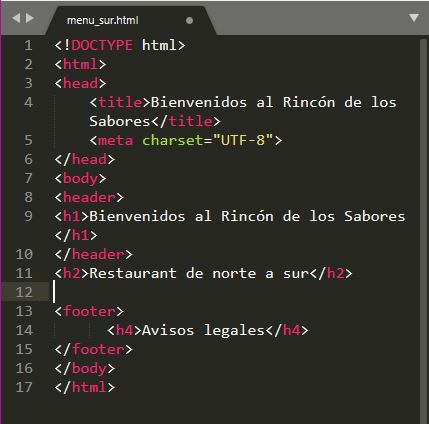 menu_sur.html
1 <!DOCTYPE html>
2 <html>
3 <head>
4 <title>Bienvenidos al Rincón de los
Sabores</title>
5 <meta charset="UTF-8">
6 </head>
7 <body>
8 <header>
9 <h1>Bienvenidos al Rincón de los Sabores
</h1>
10 </header>
11 <h2>Restaurant de norte a sur</h2>
12
13 <footer>
14 <h4>Avisos legales</h4>
15 </footer>
16 </body>
17 </html>